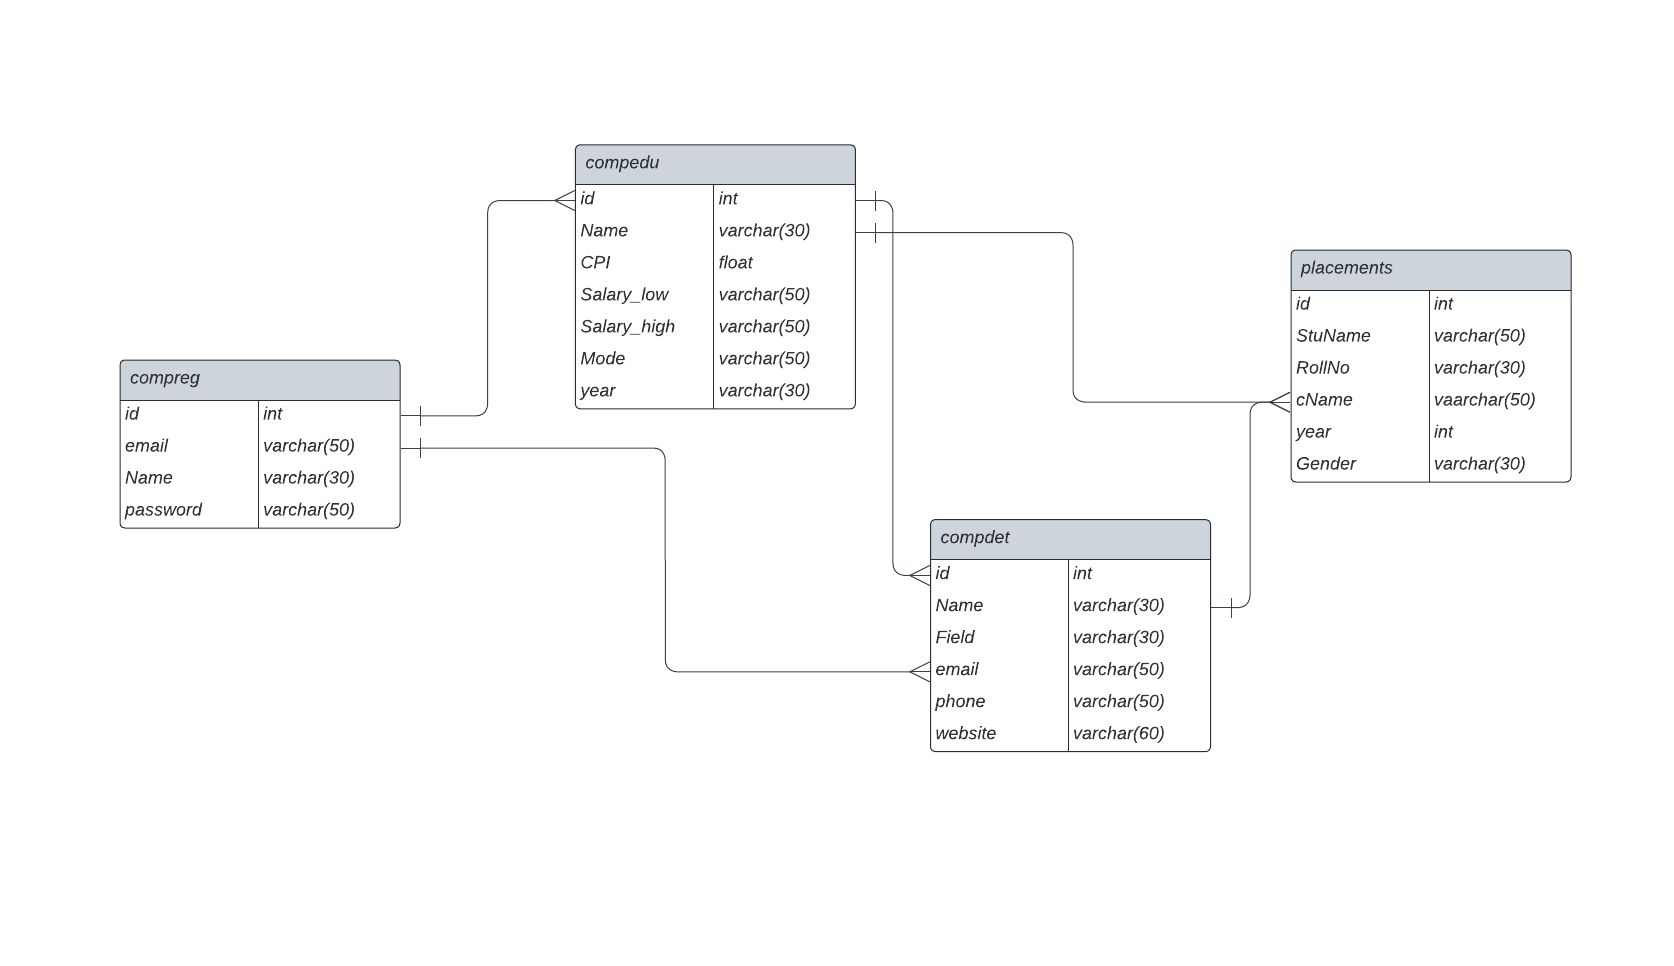 compedu
id int
Name varchar(30)
CPI float
Salary_low varchar(50)
Salary_high varchar(50)
Mode varchar(50)
year varchar(30)
placements
id int
StuName varchar(50)
RollNo varchar(30)
cName vaarchar(50)
year int
Gender varchar(30)
compreg
id int
email varchar(50)
Name varchar(30)
password varchar(50)
compdet
id int
Name varchar(30)
Field varchar(30)
email varchar(50)
phone varchar(50)
website varchar(60)